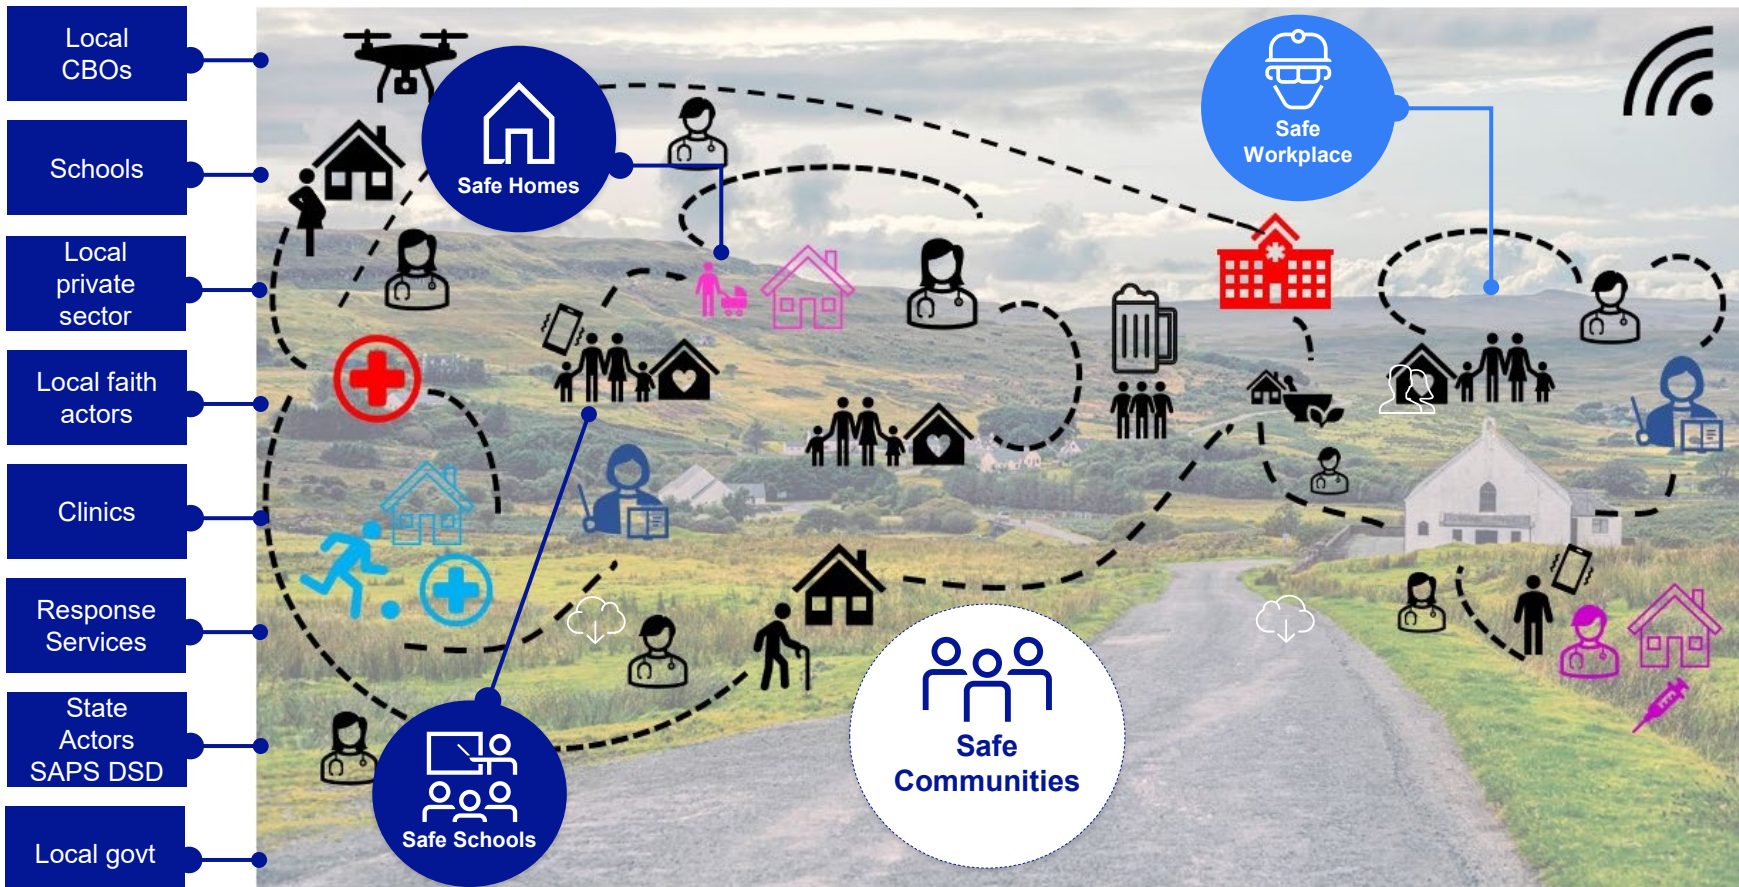 Local
CBOs
Schools
Local
private
sector
Local faith
actors
Clinics
Response
Services
State
Actors
SAPS DSD
Local govt
Safe Homes
Safe
Workplace
Safe Schools
Safe
Communities